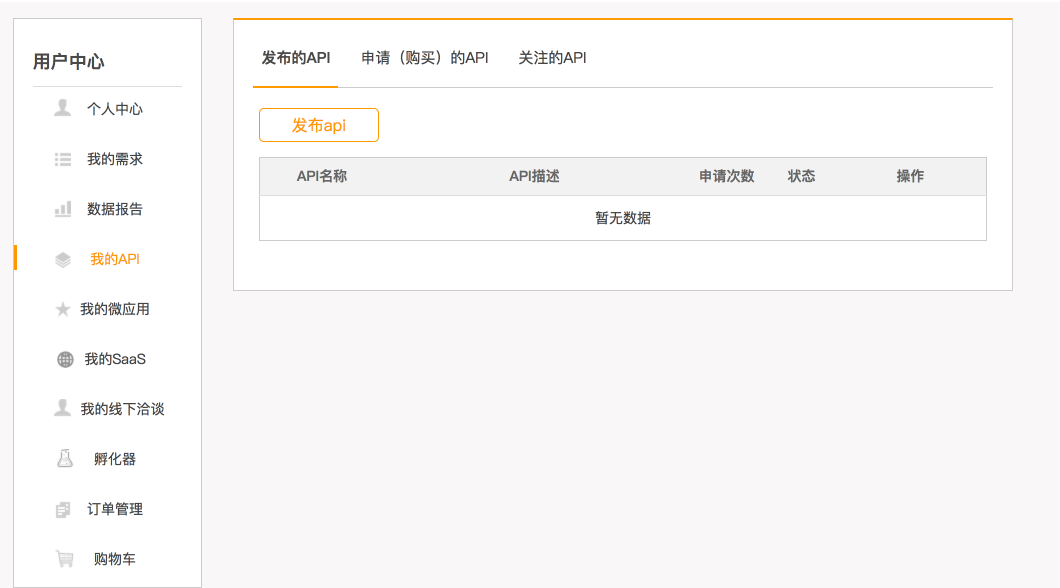 用户中心
个人中心
我的需求
数据报告
我的API
我的微应用
我的SaaS
我的线下洽谈
孵化器
订单管理
购物车
发布的API 申请（购买）的API 关注的API
发布api
API名称 API描述 申请次数 状态 操作
暂无数据